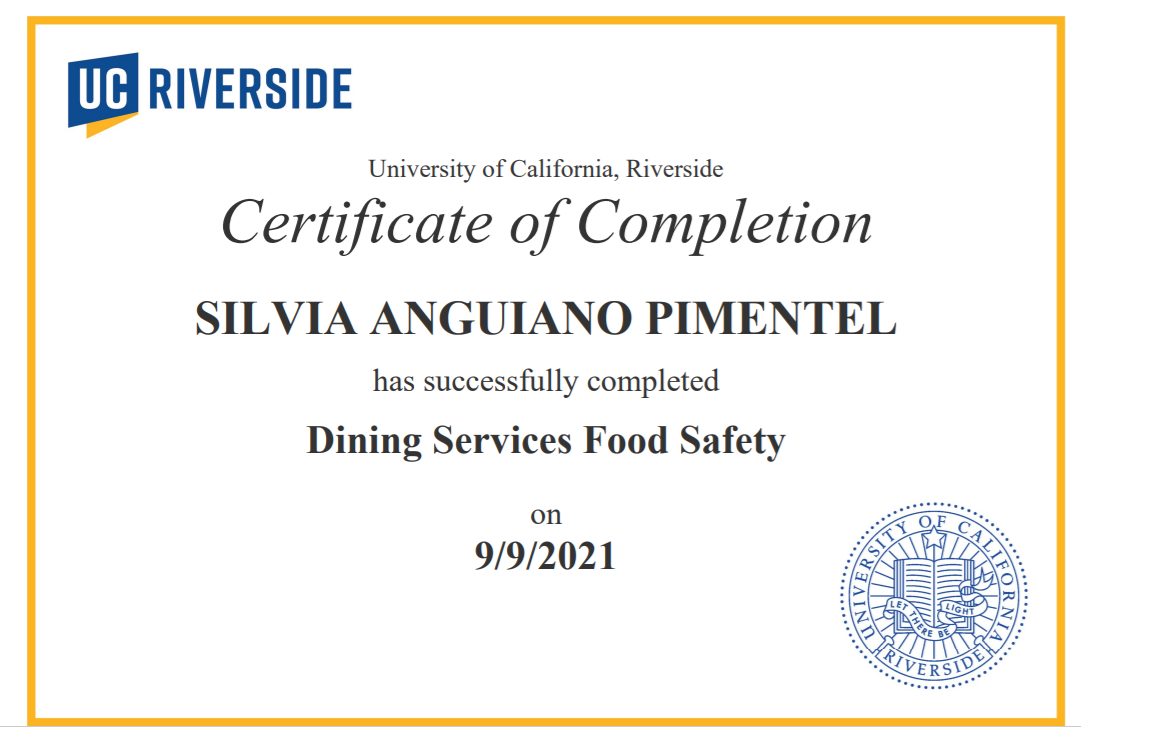 UC RIVERSIDE
University of California, Riverside
Certificate of Completion
SILVIA ANGUIANO PIMENTEL
has successfully completed
Dining Services Food Safety
on
9/9/2021
UNIVERSITY OF CALIFORNIA
LET THERE BE LIGHT
RIVERSIDE